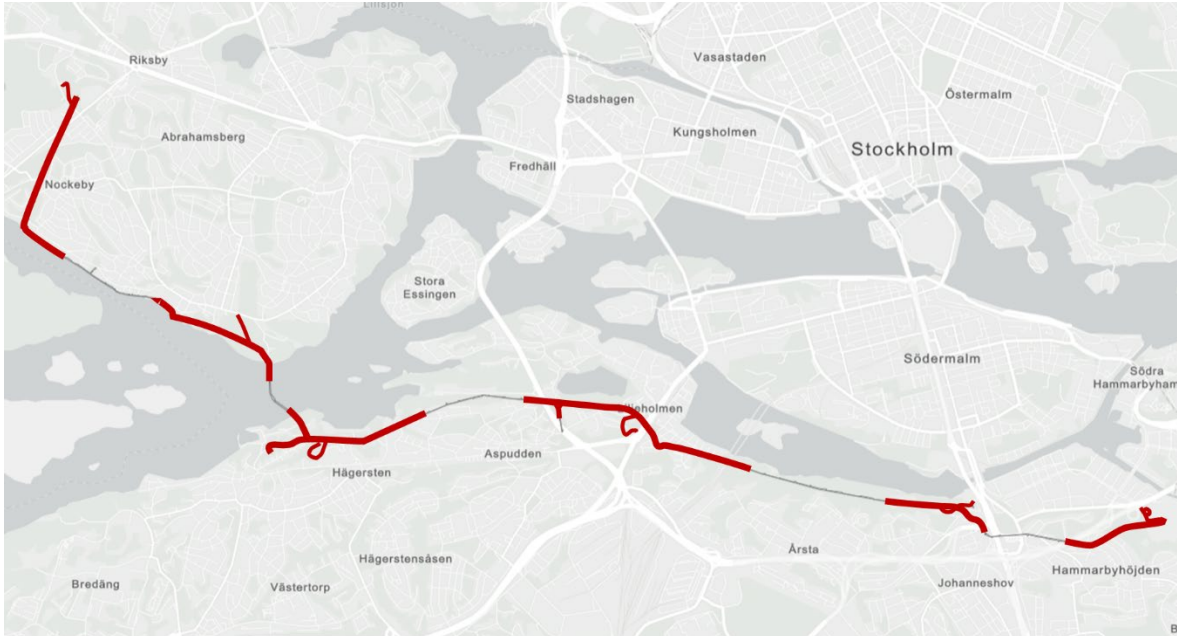 Lillsjön
Riksby
Vasastaden
Stadshagen
Östermalm
Abrahamsberg
Kungsholmen
Stockholm
Fredhäll
Nockeby
Stora
Essingen
Södermalm
Södra
Hammarbyham
Liljeholmen
Aspudden
Hägersten
Årsta
Hägerstensåsen
Hammarbyhöjden
Bredäng
Västertorp
Johanneshov
B